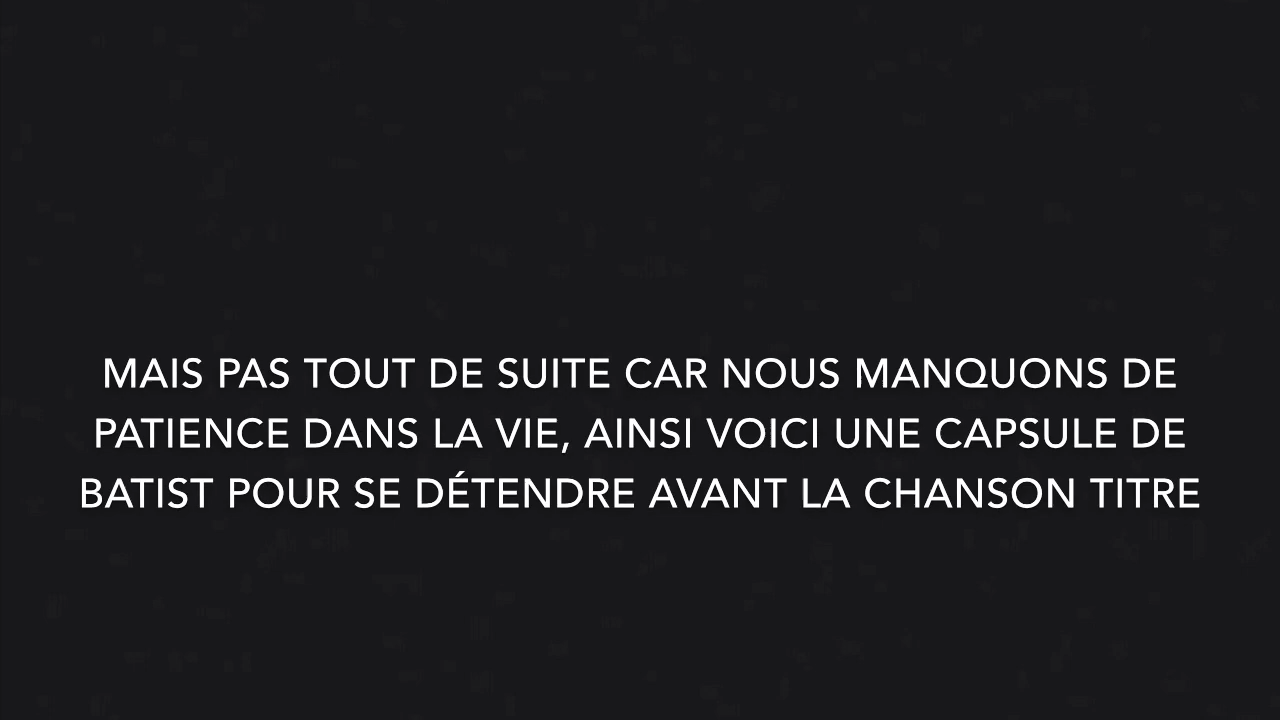 MAIS PAS TOUT DE SUITE CAR NOUS MANQUONS DE
PATIENCE DANS LA VIE, AINSI VOICI UNE CAPSULE DE
BATIST POUR SE DÉTENDRE AVANT LA CHANSON TITRE